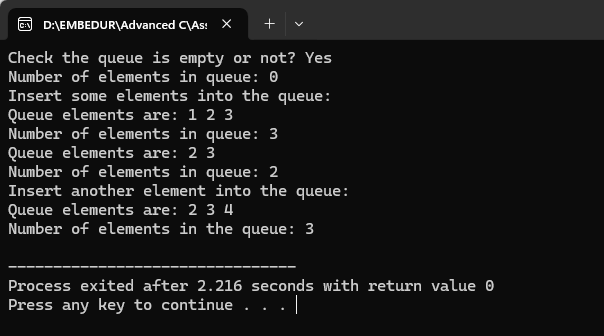 D:\EMBEDUR\Advanced C\Ass
Check the queue is empty or not? Yes
Number of elements in queue: 0
Insert some elements into the queue:
Queue elements are: 1 2 3
Number of elements in queue: 3
Queue elements are: 2 3
Number of elements in queue: 2
Insert another element into the queue:
Queue elements are: 2 3 4
Number of elements in the queue: 3
--------------------------------
Process exited after 2.216 seconds with return value 0
Press any key to continue . . .